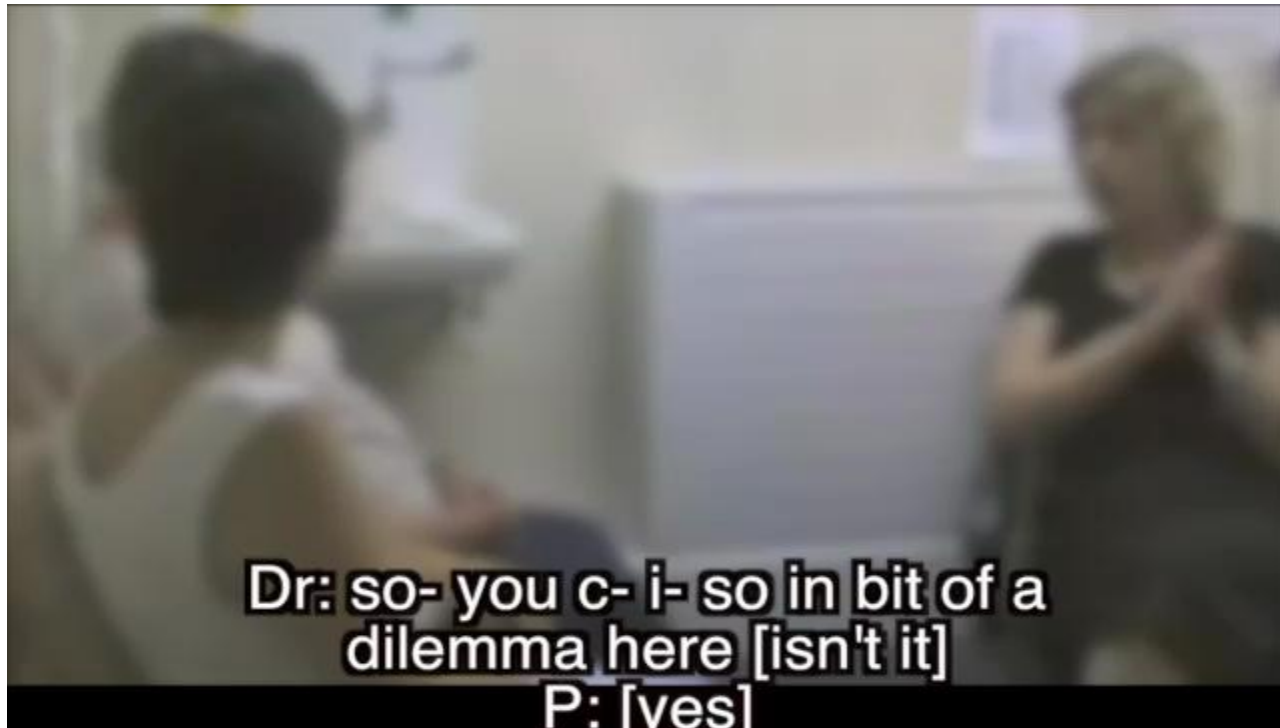 Dr: so- you c- i- so in bit of a
dilemma here [isn't it]
P: [yes]